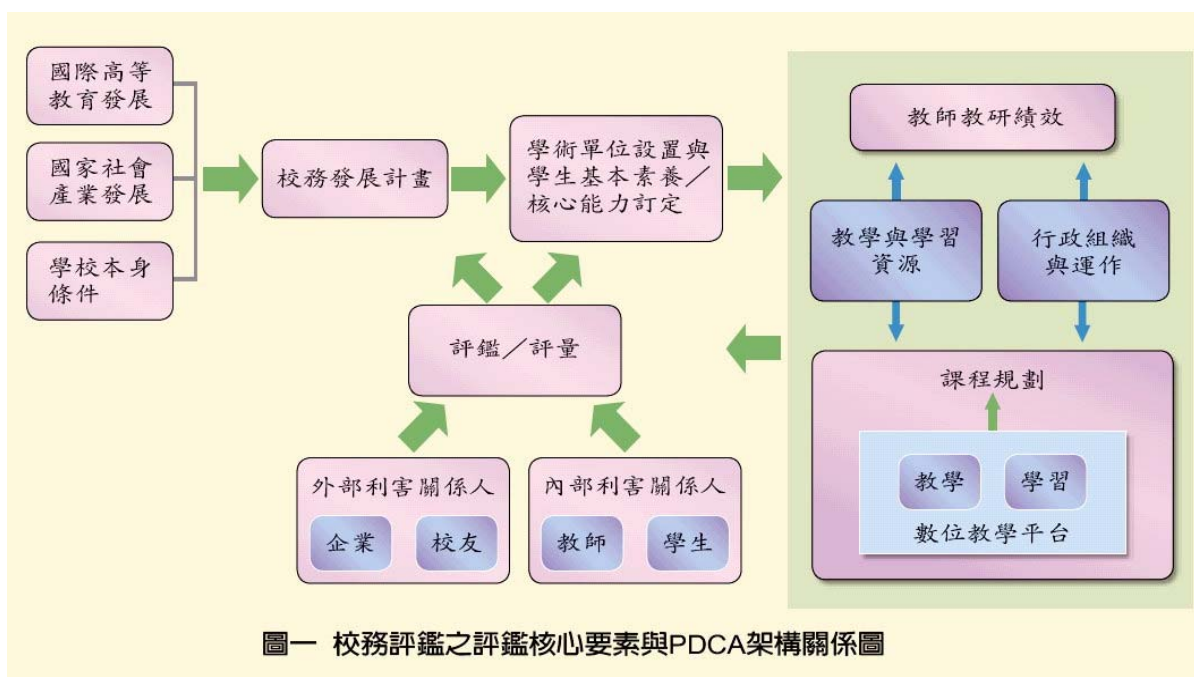 國際高等
教育發展
國家社會
產業發展
學校本身
條件
校務發展計畫
學術單位設置與
學生基本素養／
核心能力訂定
評鑑／評量
外部利害關係人
企業
校友
內部利害關係人
教師
學生
教師教研績效
教學與學習
資源
行政組織
與運作
課程規劃
教學
學習
數位教學平台
圖一 校務評鑑之評鑑核心要素與PDCA架構關係圖